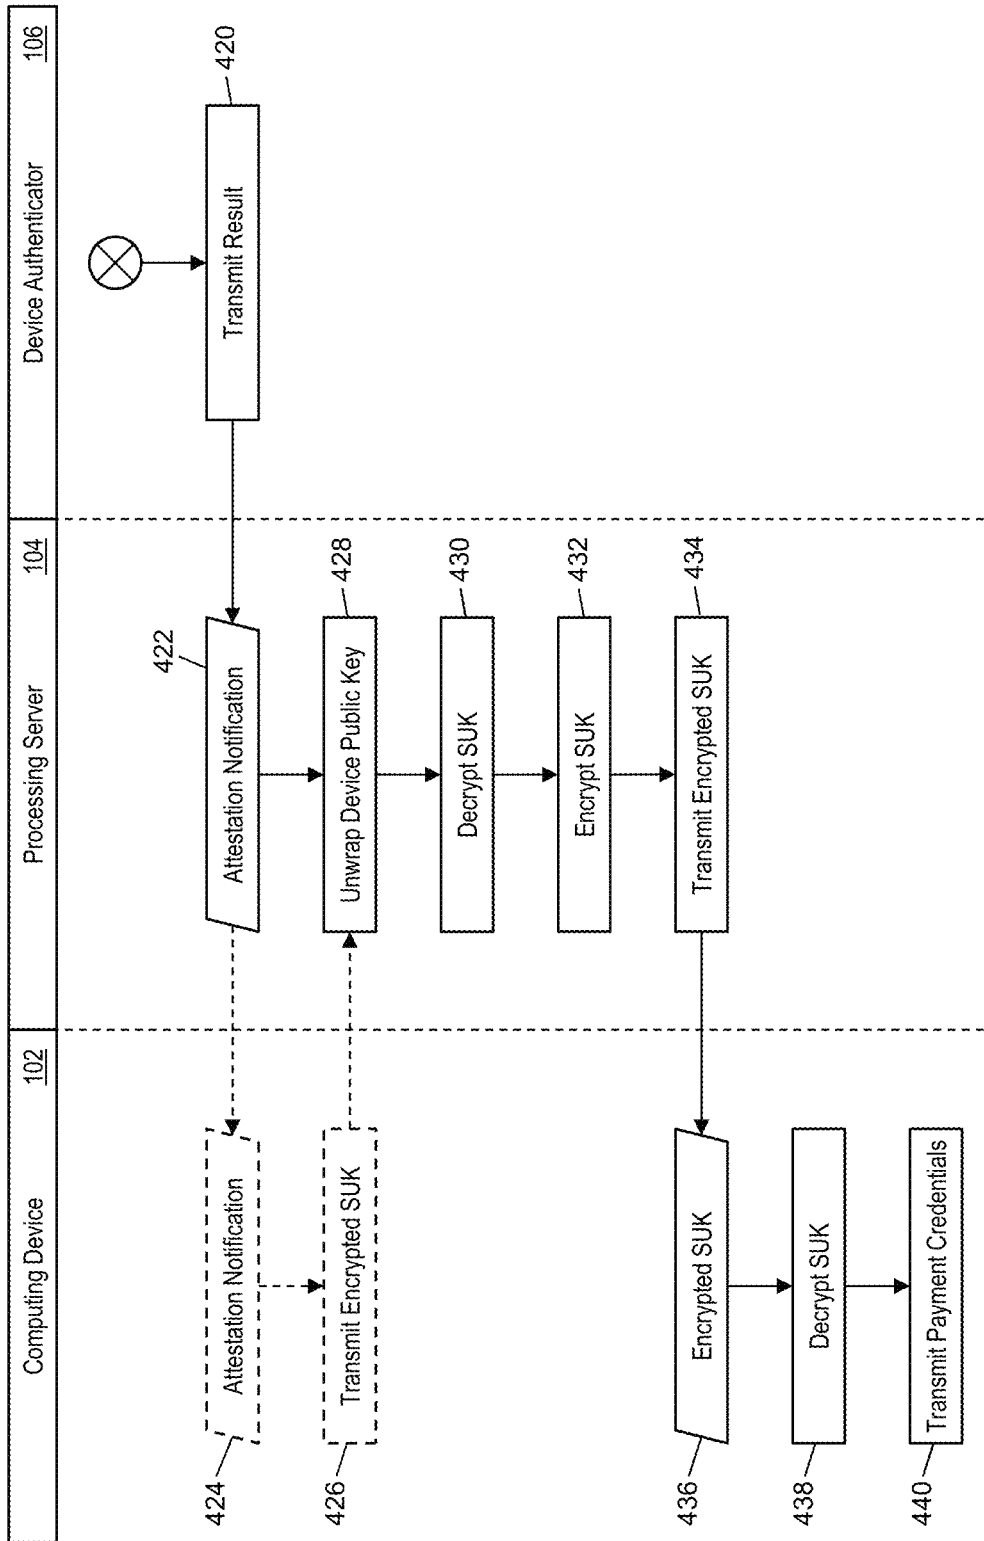 Computing Device
102
Processing Server
104
Device Authenticator
106
Transmit Result
420
Attestation Notification
422
Attestation Notification
424
Transmit Encrypted SUK
426
Unwrap Device Public Key
428
Decrypt SUK
430
Encrypt SUK
432
Transmit Encrypted SUK
434
Encrypted SUK
436
Decrypt SUK
438
Transmit Payment Credentials
440